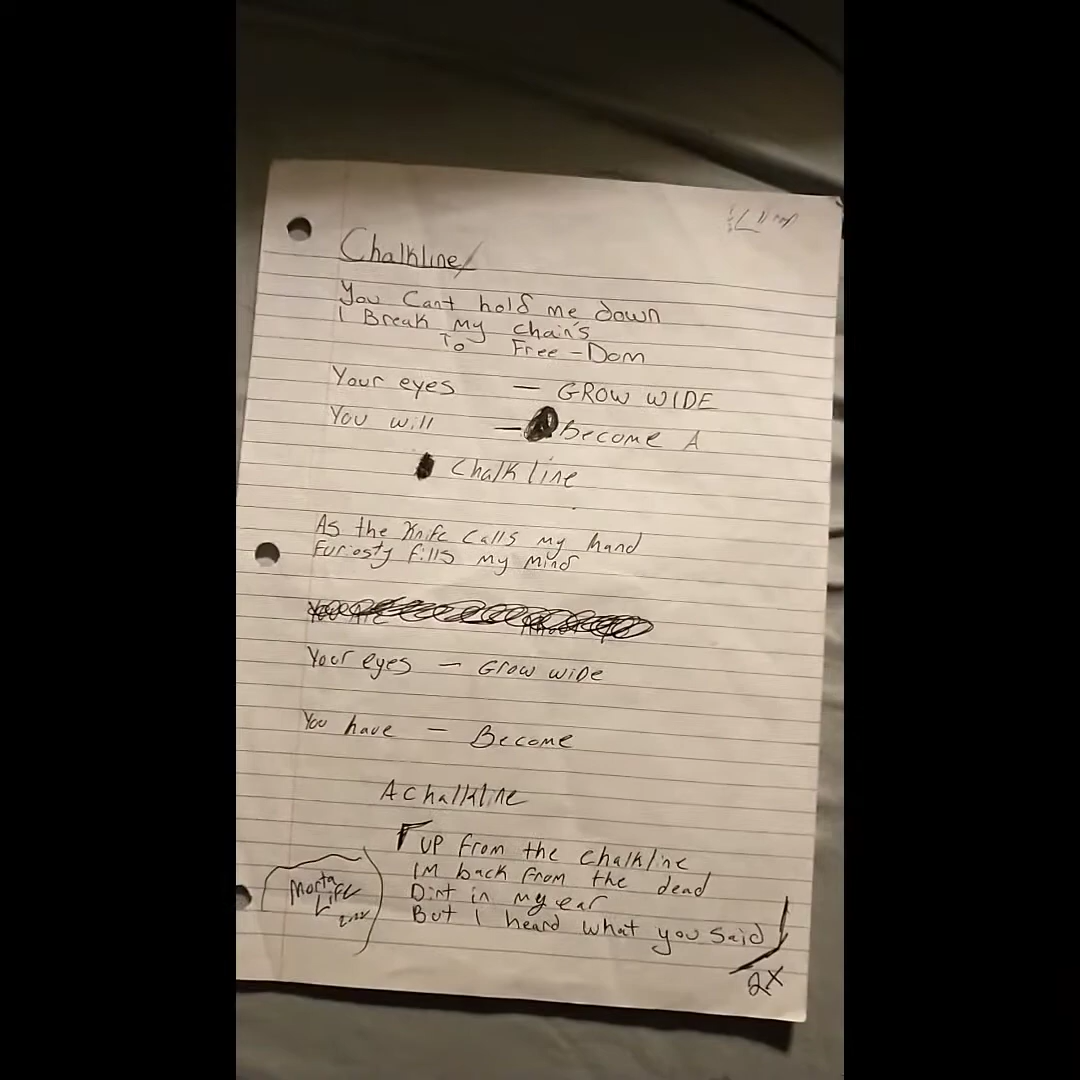 Chalkline
You Cant hold me down
I Break My chain's
To Free-Dom
Your eyes - GROW WIDE
You will - Become A
Chalkline
As the Knife calls my hand
Furiosty fills my mind
Your eyes - Grow wide
You have - Become
A chalkline
UP from the chalkline
IM back from the dead
Dirt in my ear
But I heard what you said
2X
Morta
Life